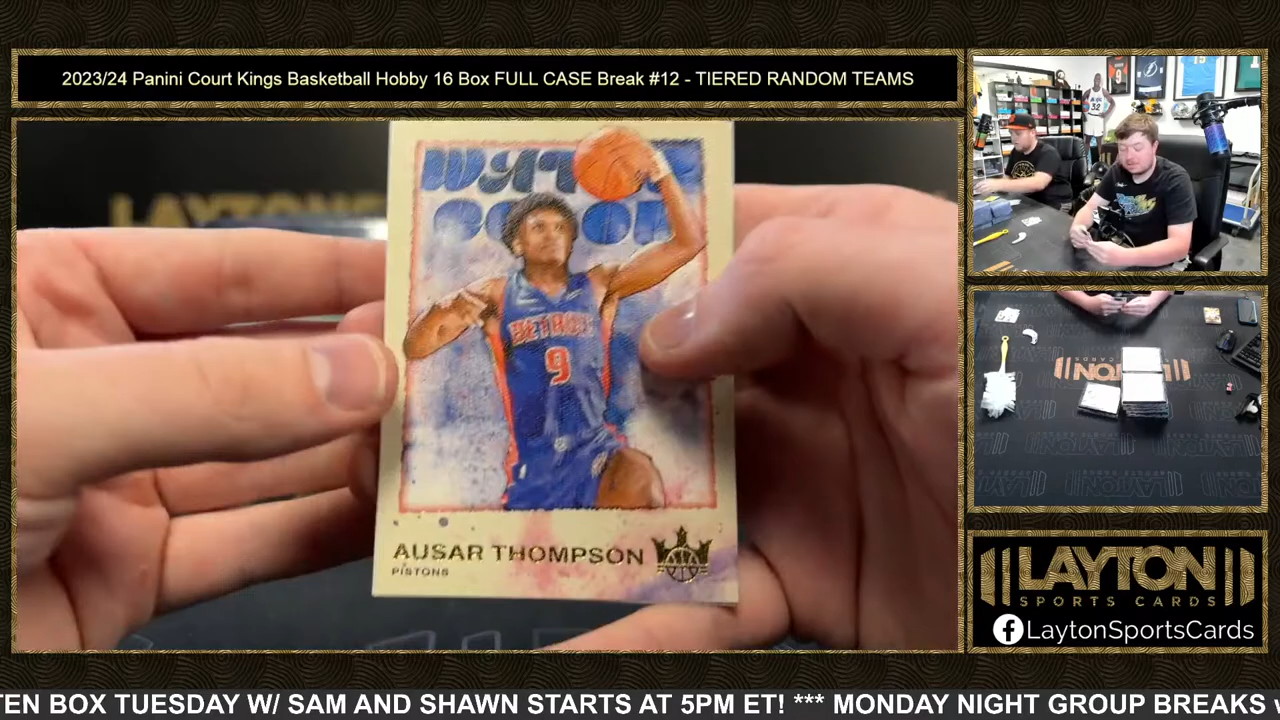 2023/24 Panini Court Kings Basketball Hobby 16 Box FULL CASE Break #12 - TIERED RANDOM TEAMS
DETROIT
9
AUSAR THOMPSON
PISTONS
32
LAYTON
SPORTS CARDS
LaytonSportsCards
TEN BOX TUESDAY W/ SAM AND SHAWN STARTS AT 5PM ET! *** MONDAY NIGHT GROUP BREAKS